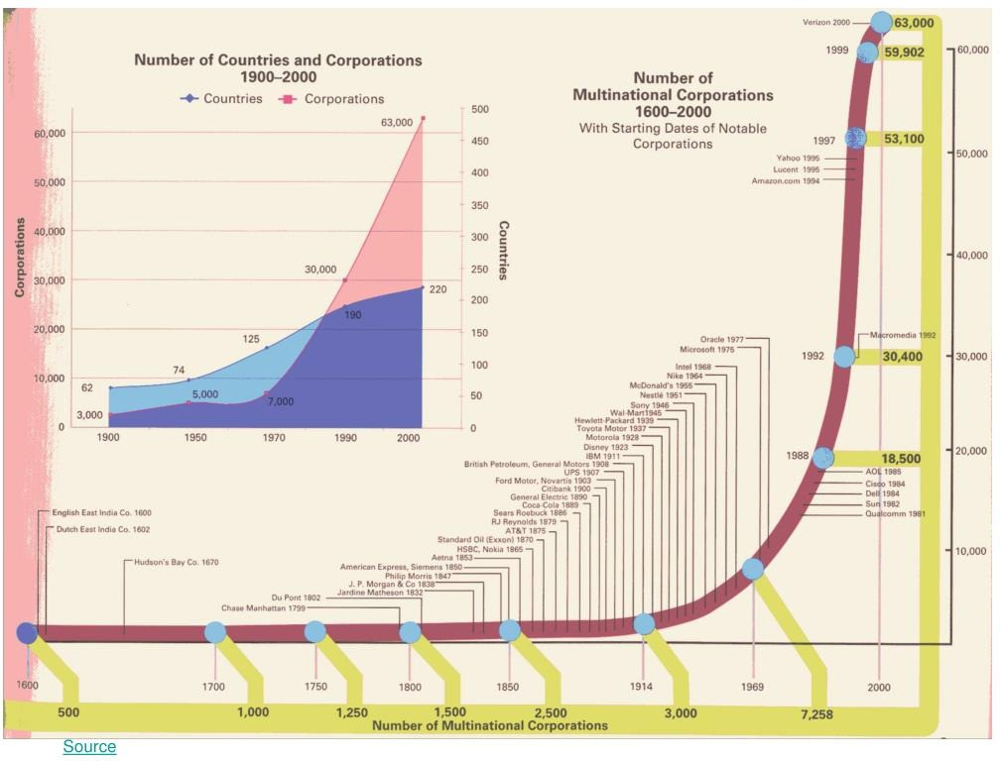 Number of Countries and Corporations
1900–2000
Countries
Corporations
Corporations
60,000
50,000
40,000
30,000
20,000
10,000
0
500
450
400
350
300
250
200
150
100
50
0
Countries
63,000
30,000
220
190
125
74
62
5,000
7,000
3,000
1900
1950
1970
1990
2000
Number of
Multinational Corporations
1600–2000
With Starting Dates of Notable
Corporations
Verizon 2000
63,000
1999
59,902
60,000
1997
53,100
50,000
Yahoo 1995
Lucent 1995
Amazon.com 1994
40,000
Macromedia 1992
1992
30,400
30,000
1988
18,500
20,000
AOL 1985
Cisco 1984
Dell 1984
Sun 1982
Qualcomm 1981
10,000
Oracle 1977
Microsoft 1976
Intel 1968
Nike 1964
McDonald's 1955
Nestlé 1951
Sony 1946
Wal-Mart1945
Hewlett-Packard 1939
Toyota Motor 1937
Motorola 1928
Disney 1923
IBM 1911
British Petroleum, General Motors 1908
UPS 1907
Ford Motor, Novartis 1903
Citibank 1900
General Electric 1890
Coca-Cola 1889
Sears Roebuck 1886
RJ Reynolds 1879
AT&T 1875
Standard Oil (Exxon) 1870
HSBC, Nokia 1865
Aetna 1853
American Express, Siemens 1850
Philip Morris 1847
J. P. Morgan & Co 1838
Jardine Matheson 1832
Du Pont 1802
Chase Manhattan 1799
English East India Co. 1600
Dutch East India Co. 1602
Hudson's Bay Co. 1670
1600
1700
1750
1800
1850
1914
1969
2000
500
1,000
1,250
1,500
2,500
3,000
7,258
Number of Multinational Corporations
Source